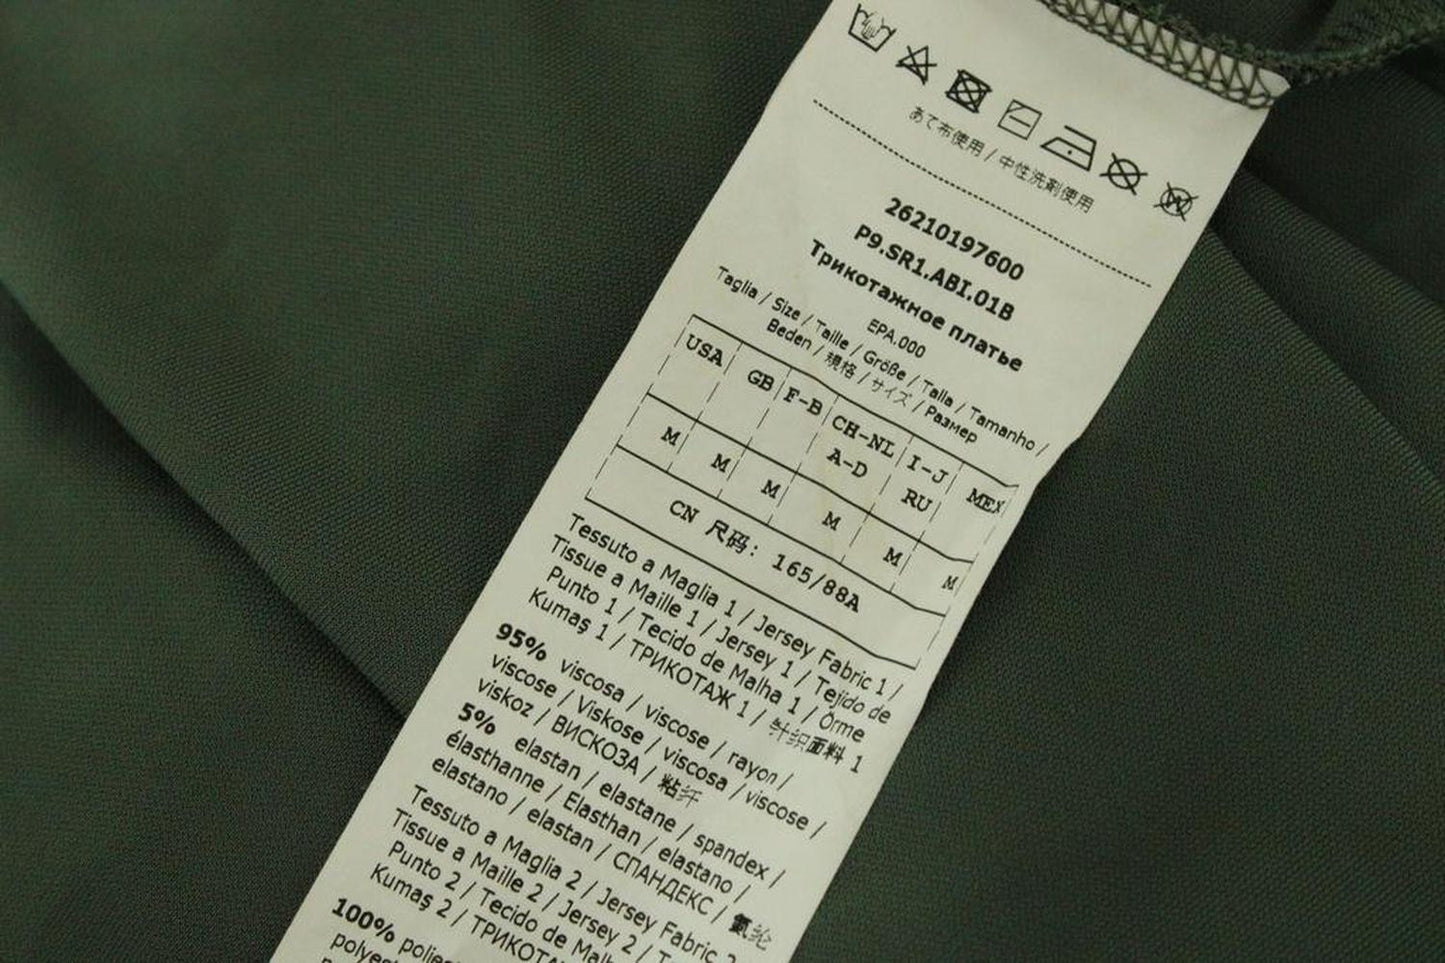 W
あて布使用 / 中性洗剤使用
26210197600
P9.SR1.ABI.01B
Трикотажное платье
EPA.000
Taglia / Size / Taille / Größe / Talla / Tamanho /
Beden / 規格 / サイズ / Размер
USA GB F-B CH-NL A-D I-J RU MEX
M M M M M M
CN 尺码: 165/88A
Tessuto a Maglia 1 / Jersey Fabric 1 /
Tissue a Maille 1 / Jersey 1 / Tejido de
Punto 1 / Tecido de Malha 1 / Örme
Kumaş 1 / ТРИКОТАЖ 1 / 针织面料 1
95% viscosa / viscose / rayon /
viscose / Viskose / viscosa / viscose /
viskoz / ВИСКОЗА / 粘纤
5% elastan / elastane / spandex /
élasthanne / Elasthan / elastano /
elastano / elastan / СПАНДЕКС / 氨纶
Tessuto a Maglia 2 / Jersey Fabric 2
Tissue a Maille 2 / Jersey 2 /
Punto 2 / Tecido de
Kumaş 2 /
100%